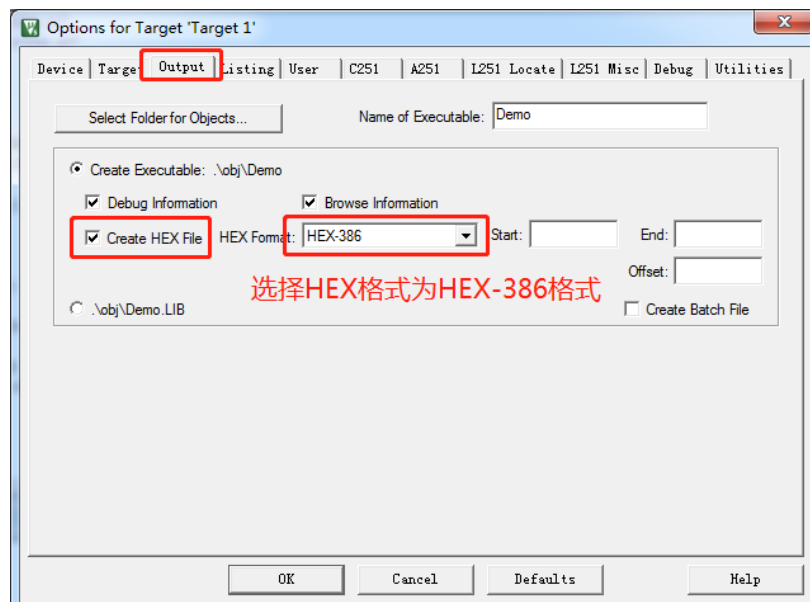 Options for Target 'Target 1'
Device Target Output Listing User C251 A251 L251 Locate L251 Misc Debug Utilities
Select Folder for Objects... Name of Executable: Demo
Create Executable: .\obj\Demo
Debug Information Browse Information
Create HEX File HEX Format: HEX-386 Start: End:
Offset:
选择HEX格式为HEX-386格式
.\obj\Demo.LIB Create Batch File
OK Cancel Defaults Help